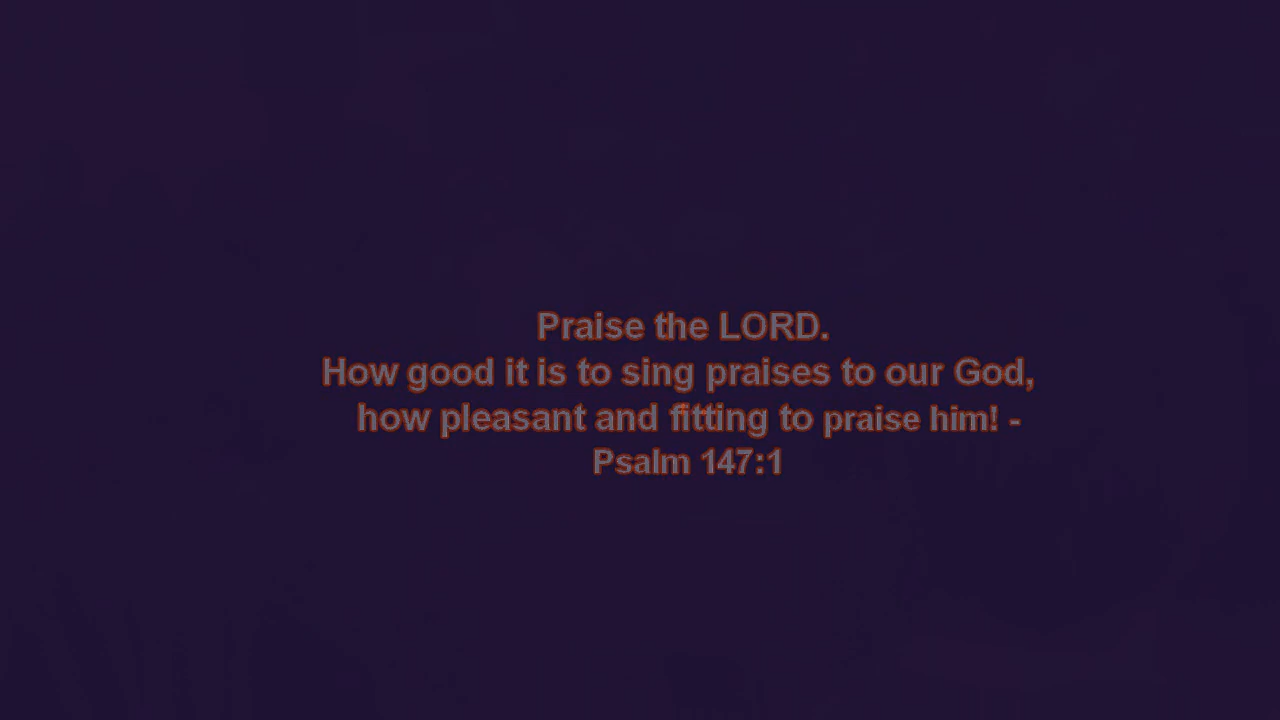 Praise the LORD.
How good it is to sing praises to our God,
how pleasant and fitting to praise him! -
Psalm 147:1